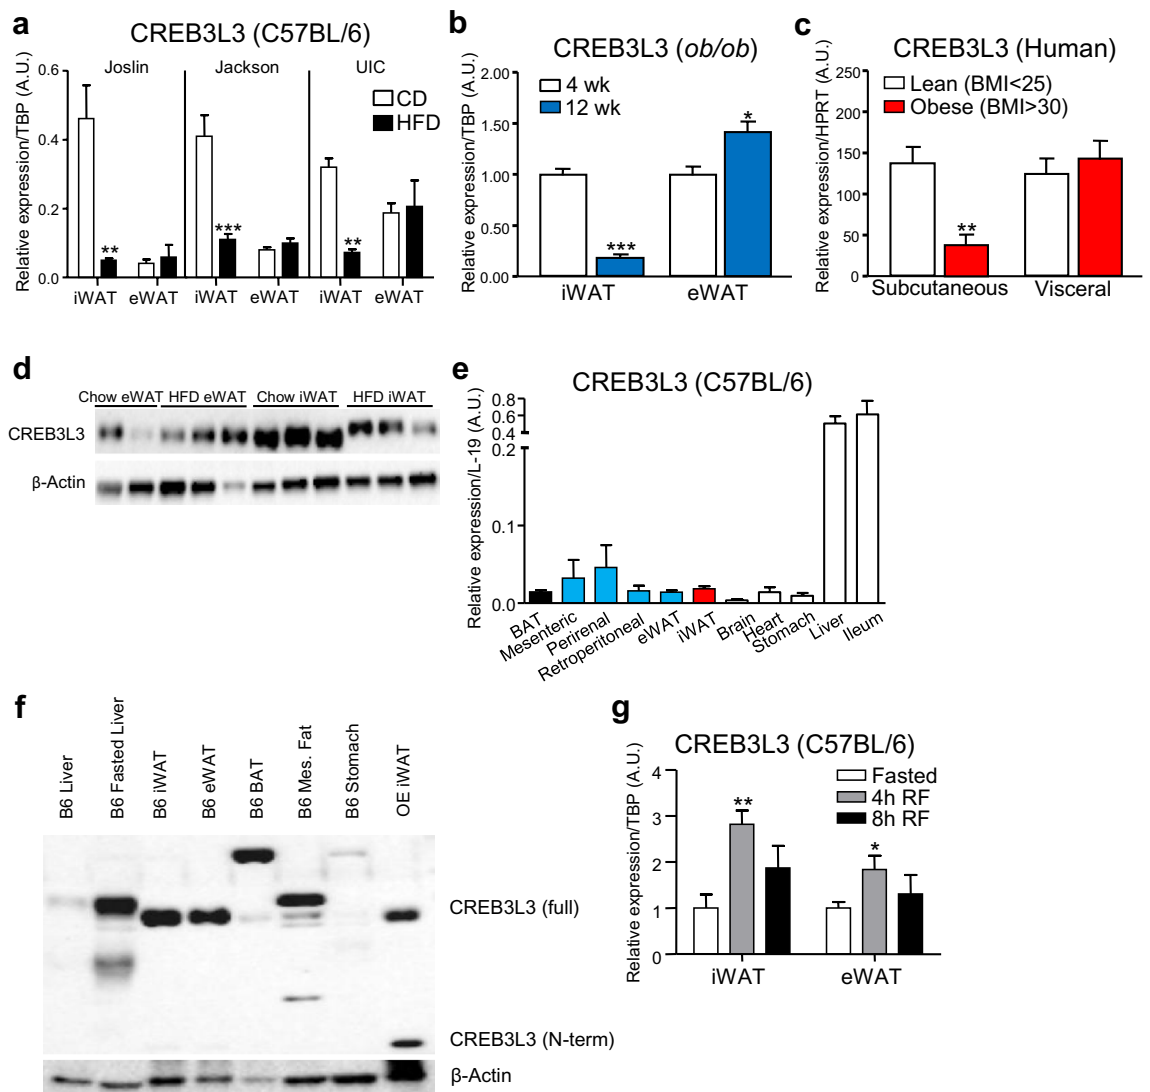 a
CREB3L3 (C57BL/6)
Relative expression/TBP (A.U.)
0.6
0.4
0.2
0.0
Joslin
Jackson
UIC
CD
HFD
**
***
**
iWAT eWAT iWAT eWAT iWAT eWAT
b
CREB3L3 (ob/ob)
Relative expression/TBP (A.U.)
2.00
1.50
1.00
0.50
0.00
4 wk
12 wk
***
*
iWAT eWAT
c
CREB3L3 (Human)
Relative expression/HPRT (A.U.)
250
200
150
100
50
0
Lean (BMI<25)
Obese (BMI>30)
**
Subcutaneous Visceral
d
Chow eWAT HFD eWAT Chow iWAT HFD iWAT
CREB3L3
β-Actin
e
CREB3L3 (C57BL/6)
Relative expression/L-19 (A.U.)
0.8
0.6
0.4
0.2
0.1
0.0
BAT
Mesenteric
Perirenal
Retroperitoneal
eWAT
iWAT
Brain
Heart
Stomach
Liver
Ileum
f
B6 Liver
B6 Fasted Liver
B6 iWAT
B6 eWAT
B6 BAT
B6 Mes. Fat
B6 Stomach
OE iWAT
CREB3L3 (full)
CREB3L3 (N-term)
β-Actin
g
CREB3L3 (C57BL/6)
Relative expression/TBP (A.U.)
4
3
2
1
0
Fasted
4h RF
8h RF
**
*
iWAT eWAT